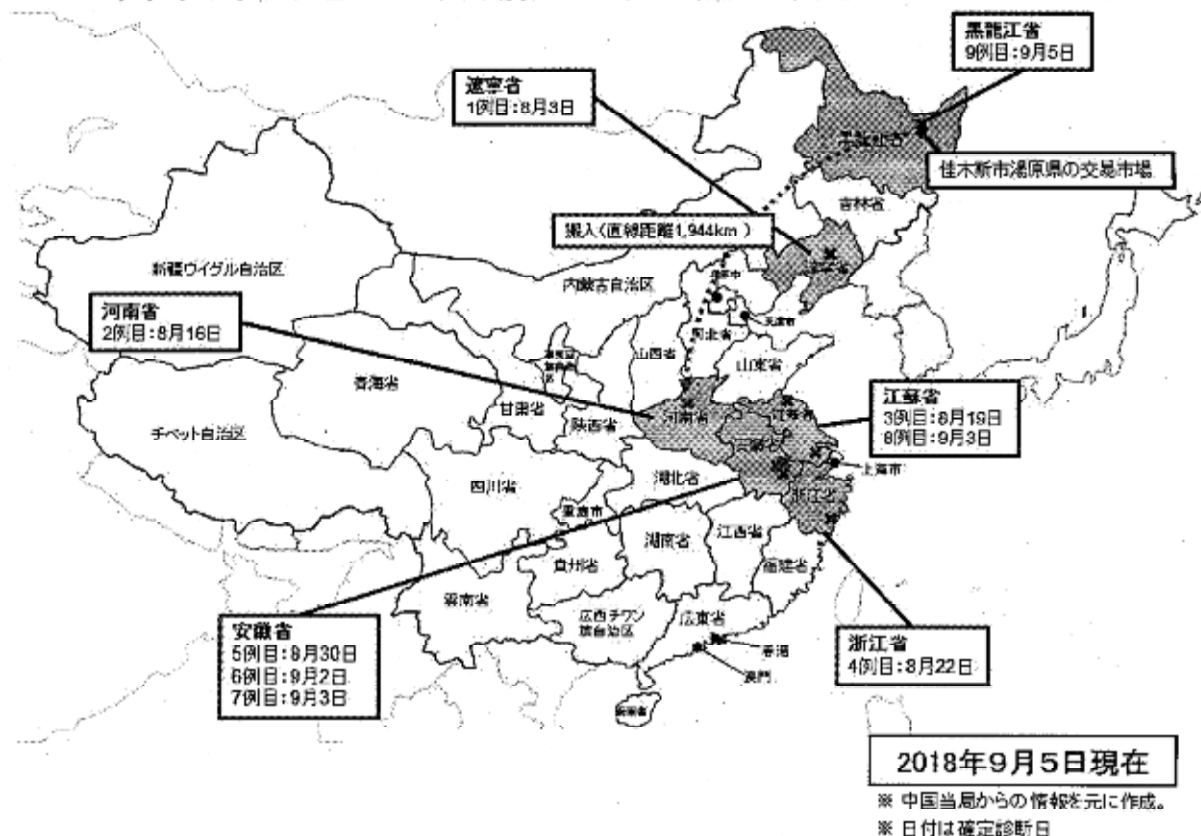 黒龍江省
9例目：9月5日
遼寧省
1例目：8月3日
佳木斯市湯原県の交易市場
吉林省
搬入（直線距離1,944km）
新疆ウイグル自治区
内蔵古自治区
河南省
2例目：8月16日
天津市
河北省
山西省
山東省
青海省
甘粛省
陝西省
河南省
江蘇省
江蘇省
3例目：8月19日
8例目：9月3日
チベット自治区
上海市
四川省
湖北省
浙江省
重慶市
湖南省
江西省
貴州省
福建省
雲南省
広西チワン
族自治区
広東省
香港
澳門
安徽省
5例目：8月30日
6例目：9月2日
7例目：9月3日
浙江省
4例目：8月22日
2018年9月5日現在
※ 中国当局からの情報を元に作成。
※ 日付は確定診断日